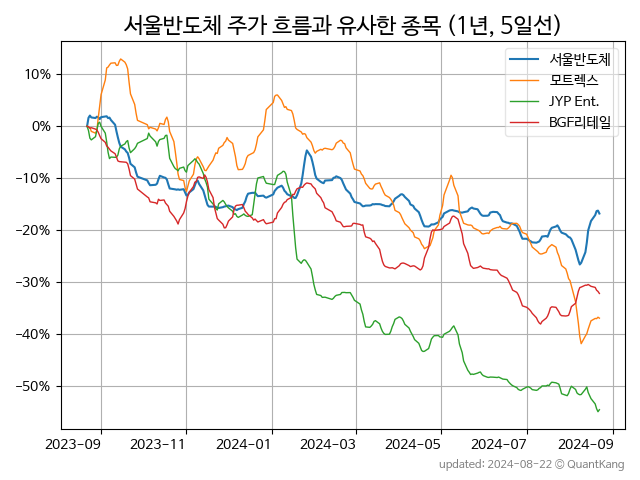 서울반도체 주가 흐름과 유사한 종목 (1년, 5일선)
서울반도체
모트렉스
JYP Ent.
BGF리테일
10%
0%
−10%
−20%
−30%
−40%
−50%
2023−09
2023−11
2024−01
2024−03
2024−05
2024−07
2024−09
updated: 2024-08-22 © QuantKang